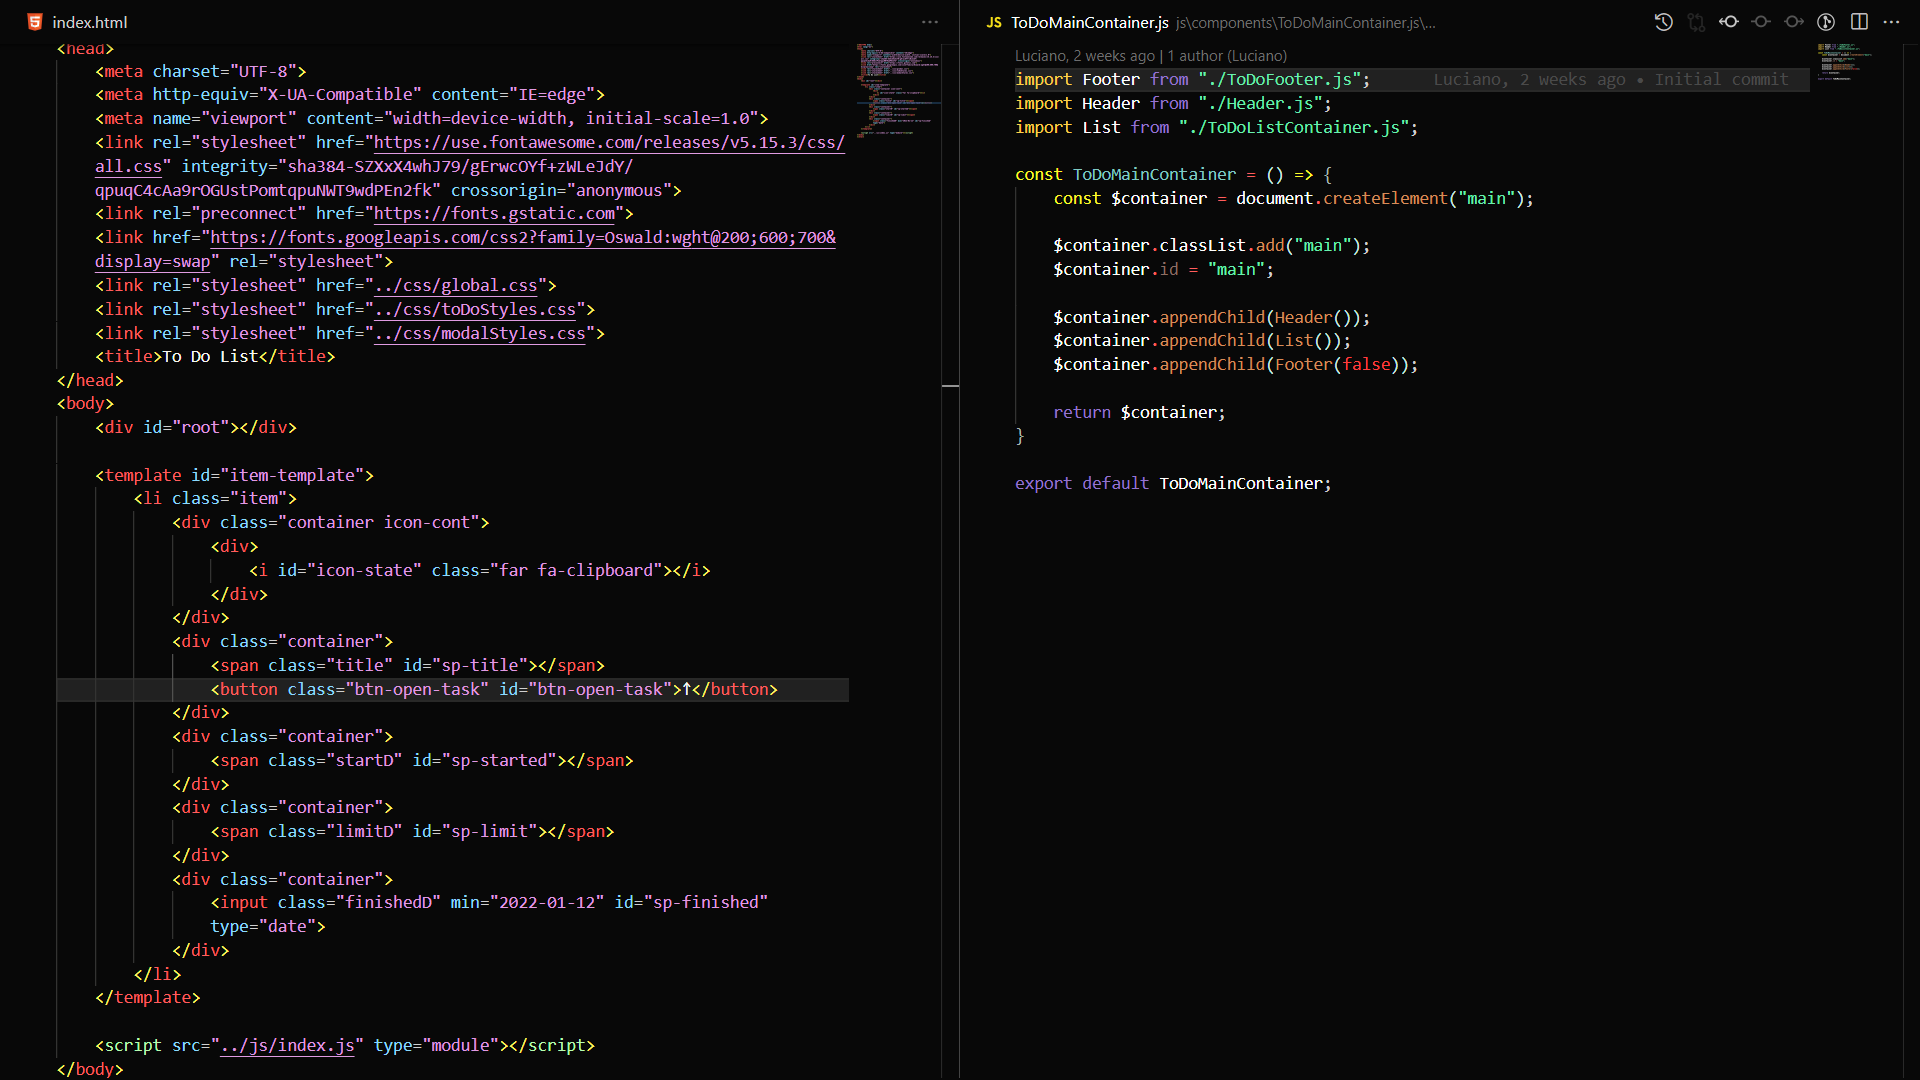 index.html
<head>
<meta charset="UTF-8">
<meta http-equiv="X-UA-Compatible" content="IE=edge">
<meta name="viewport" content="width=device-width, initial-scale=1.0">
<link rel="stylesheet" href="https://use.fontawesome.com/releases/v5.15.3/css/
all.css" integrity="sha384-SZXxX4whJ79/gErwcOYf+zWLeJdY/
qpuqC4cAa9rOGUstPomtqpuNWT9wdPEn2fk" crossorigin="anonymous">
<link rel="preconnect" href="https://fonts.gstatic.com">
<link href="https://fonts.googleapis.com/css2?family=Oswald:wght@200;600;700&
display=swap" rel="stylesheet">
<link rel="stylesheet" href="../css/global.css">
<link rel="stylesheet" href="../css/toDoStyles.css">
<link rel="stylesheet" href="../css/modalStyles.css">
<title>To Do List</title>
</head>
<body>
<div id="root"></div>
<template id="item-template">
<li class="item">
<div class="container icon-cont">
<div>
<i id="icon-state" class="far fa-clipboard"></i>
</div>
</div>
<div class="container">
<span class="title" id="sp-title"></span>
<button class="btn-open-task" id="btn-open-task">↑</button>
</div>
<div class="container">
<span class="startD" id="sp-started"></span>
</div>
<div class="container">
<span class="limitD" id="sp-limit"></span>
</div>
<div class="container">
<input class="finishedD" min="2022-01-12" id="sp-finished"
type="date">
</div>
</li>
</template>
<script src="../js/index.js" type="module"></script>
</body>
JS ToDoMainContainer.js js\components\ToDoMainContainer.js\...
Luciano, 2 weeks ago | 1 author (Luciano)
import Footer from "./ToDoFooter.js"; Luciano, 2 weeks ago • Initial commit
import Header from "./Header.js";
import List from "./ToDoListContainer.js";
const ToDoMainContainer = () => {
const $container = document.createElement("main");
$container.classList.add("main");
$container.id = "main";
$container.appendChild(Header());
$container.appendChild(List());
$container.appendChild(Footer(false));
return $container;
}
export default ToDoMainContainer;